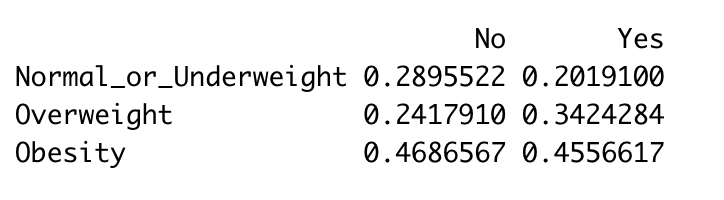 No Yes
Normal_or_Underweight 0.2895522 0.2019100
Overweight 0.2417910 0.3424284
Obesity 0.4686567 0.4556617